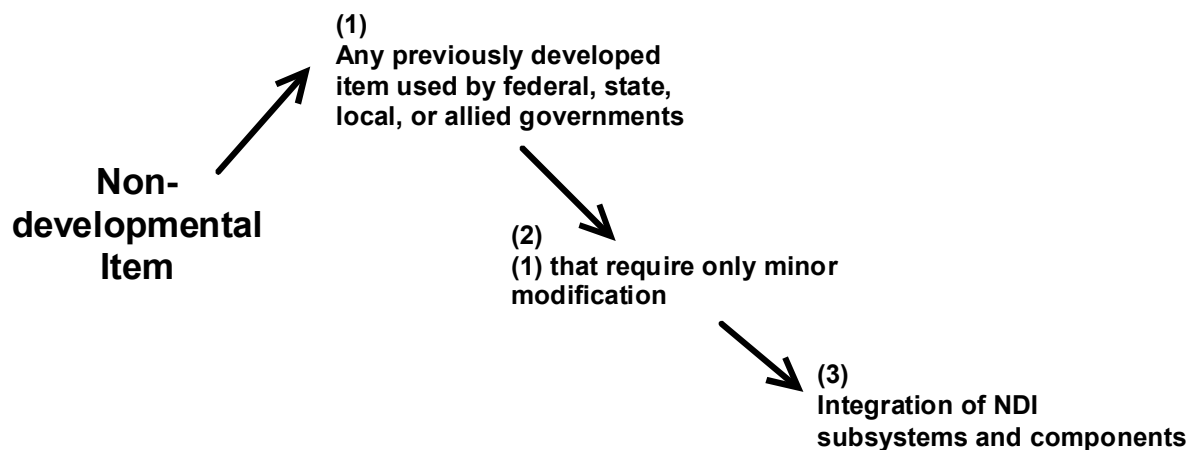 (1)
Any previously developed
item used by federal, state,
local, or allied governments
Non-
developmental
Item
(2)
(1) that require only minor
modification
(3)
Integration of NDI
subsystems and components